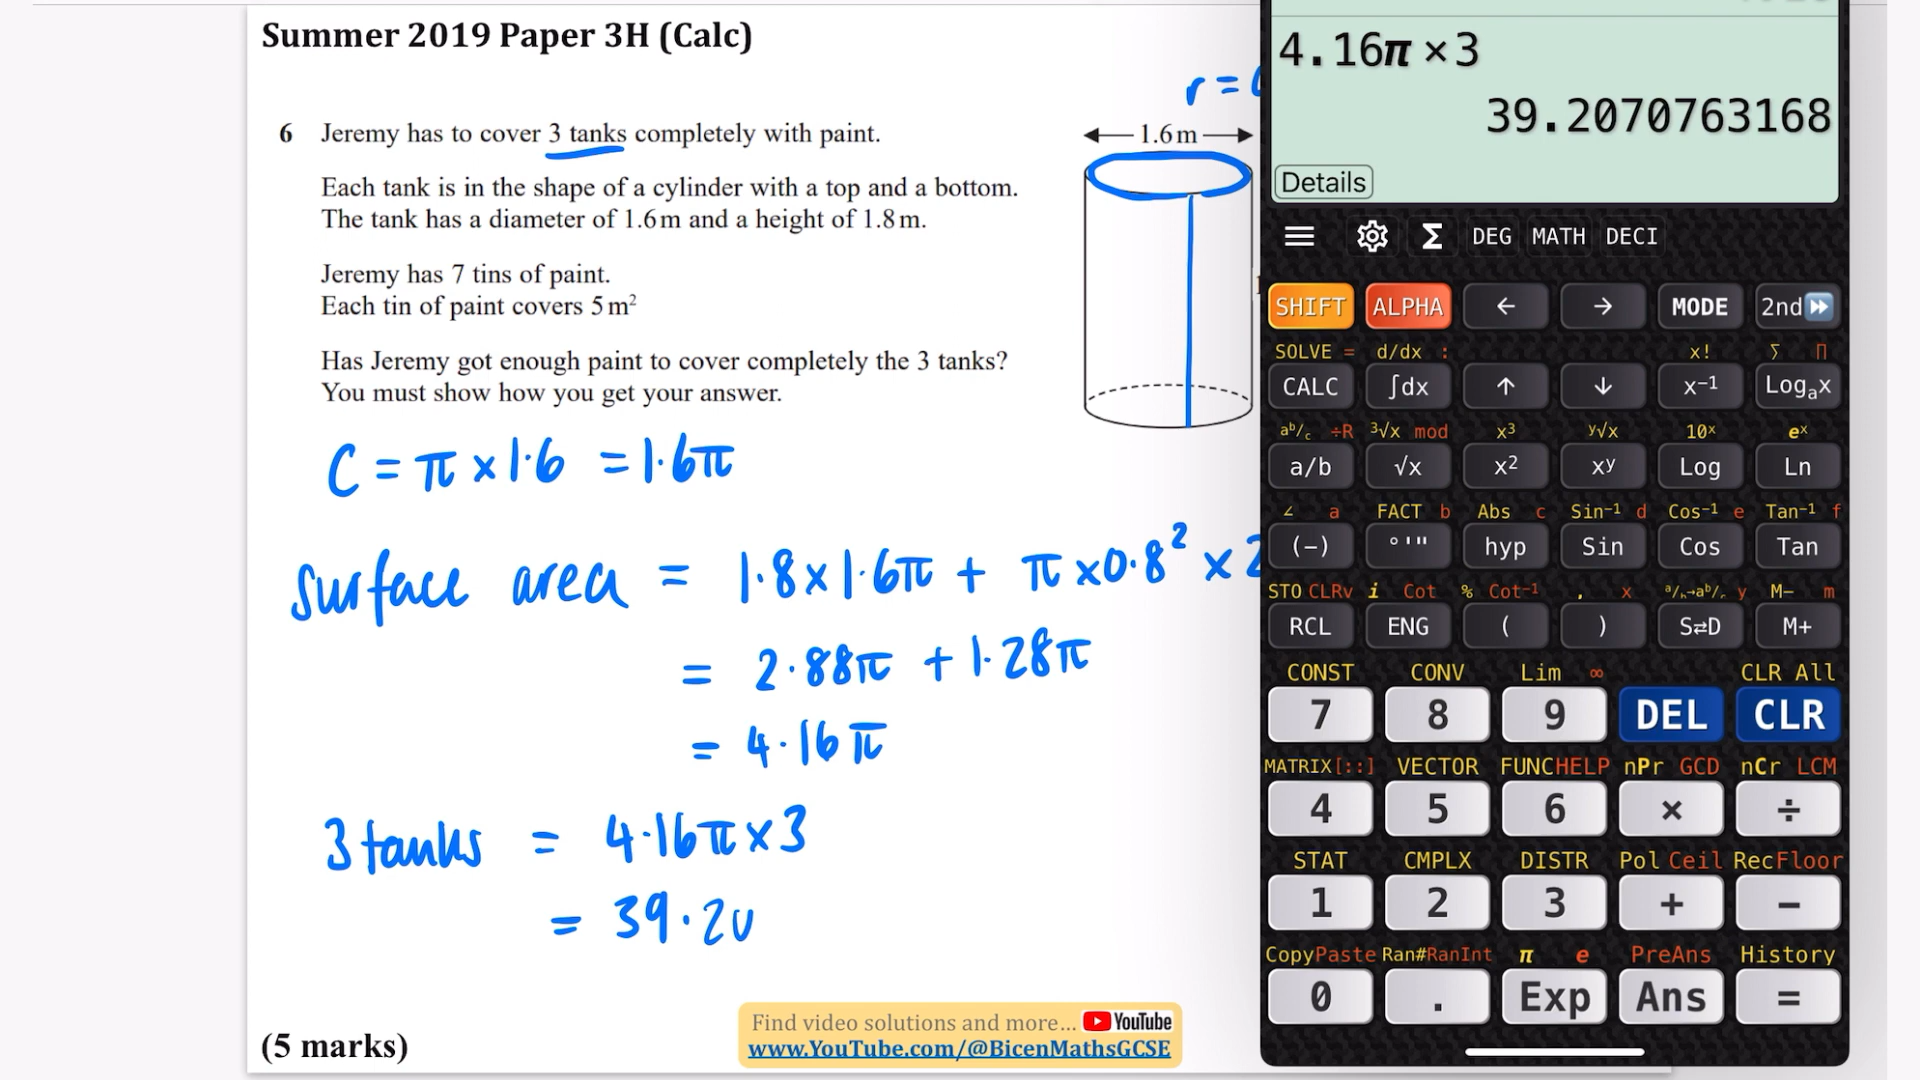 Summer 2019 Paper 3H (Calc)
6 Jeremy has to cover 3 tanks completely with paint.
Each tank is in the shape of a cylinder with a top and a bottom.
The tank has a diameter of 1.6 m and a height of 1.8 m.
Jeremy has 7 tins of paint.
Each tin of paint covers 5 m²
Has Jeremy got enough paint to cover completely the 3 tanks?
You must show how you get your answer.
r =
1.6 m
C = π × 1.6 = 1.6π
Surface area = 1.8 × 1.6π + π × 0.8² × 2
= 2.88π + 1.28π
= 4.16π
3 tanks = 4.16π × 3
= 39.20
(5 marks)
Find video solutions and more... YouTube
www.YouTube.com/@BicenMathsGCSE
4.16π×3
39.2070763168
Details
DEG MATH DECI
SHIFT ALPHA ← → MODE 2nd
SOLVE = d/dx : x! ∑ ∏
CALC ∫dx ↑ ↓ x⁻¹ Logₐx
aᵇ/c ÷R ³√x mod x³ ʸ√x 10ˣ eˣ
a/b √x x² xʸ Log Ln
∠ a FACT b Abs c Sin⁻¹ d Cos⁻¹ e Tan⁻¹ f
(−) °'" hyp Sin Cos Tan
STO CLRv i Cot % Cot⁻¹ , x a/b→aᵇ/c y M− m
RCL ENG ( ) S⇄D M+
CONST CONV Lim ∞ CLR All
7 8 9 DEL CLR
MATRIX[::] VECTOR FUNC HELP nPr GCD nCr LCM
4 5 6 × ÷
STAT CMPLX DISTR Pol Ceil Rec Floor
1 2 3 + −
Copy Paste Ran# RanInt π e PreAns History
0 . Exp Ans =